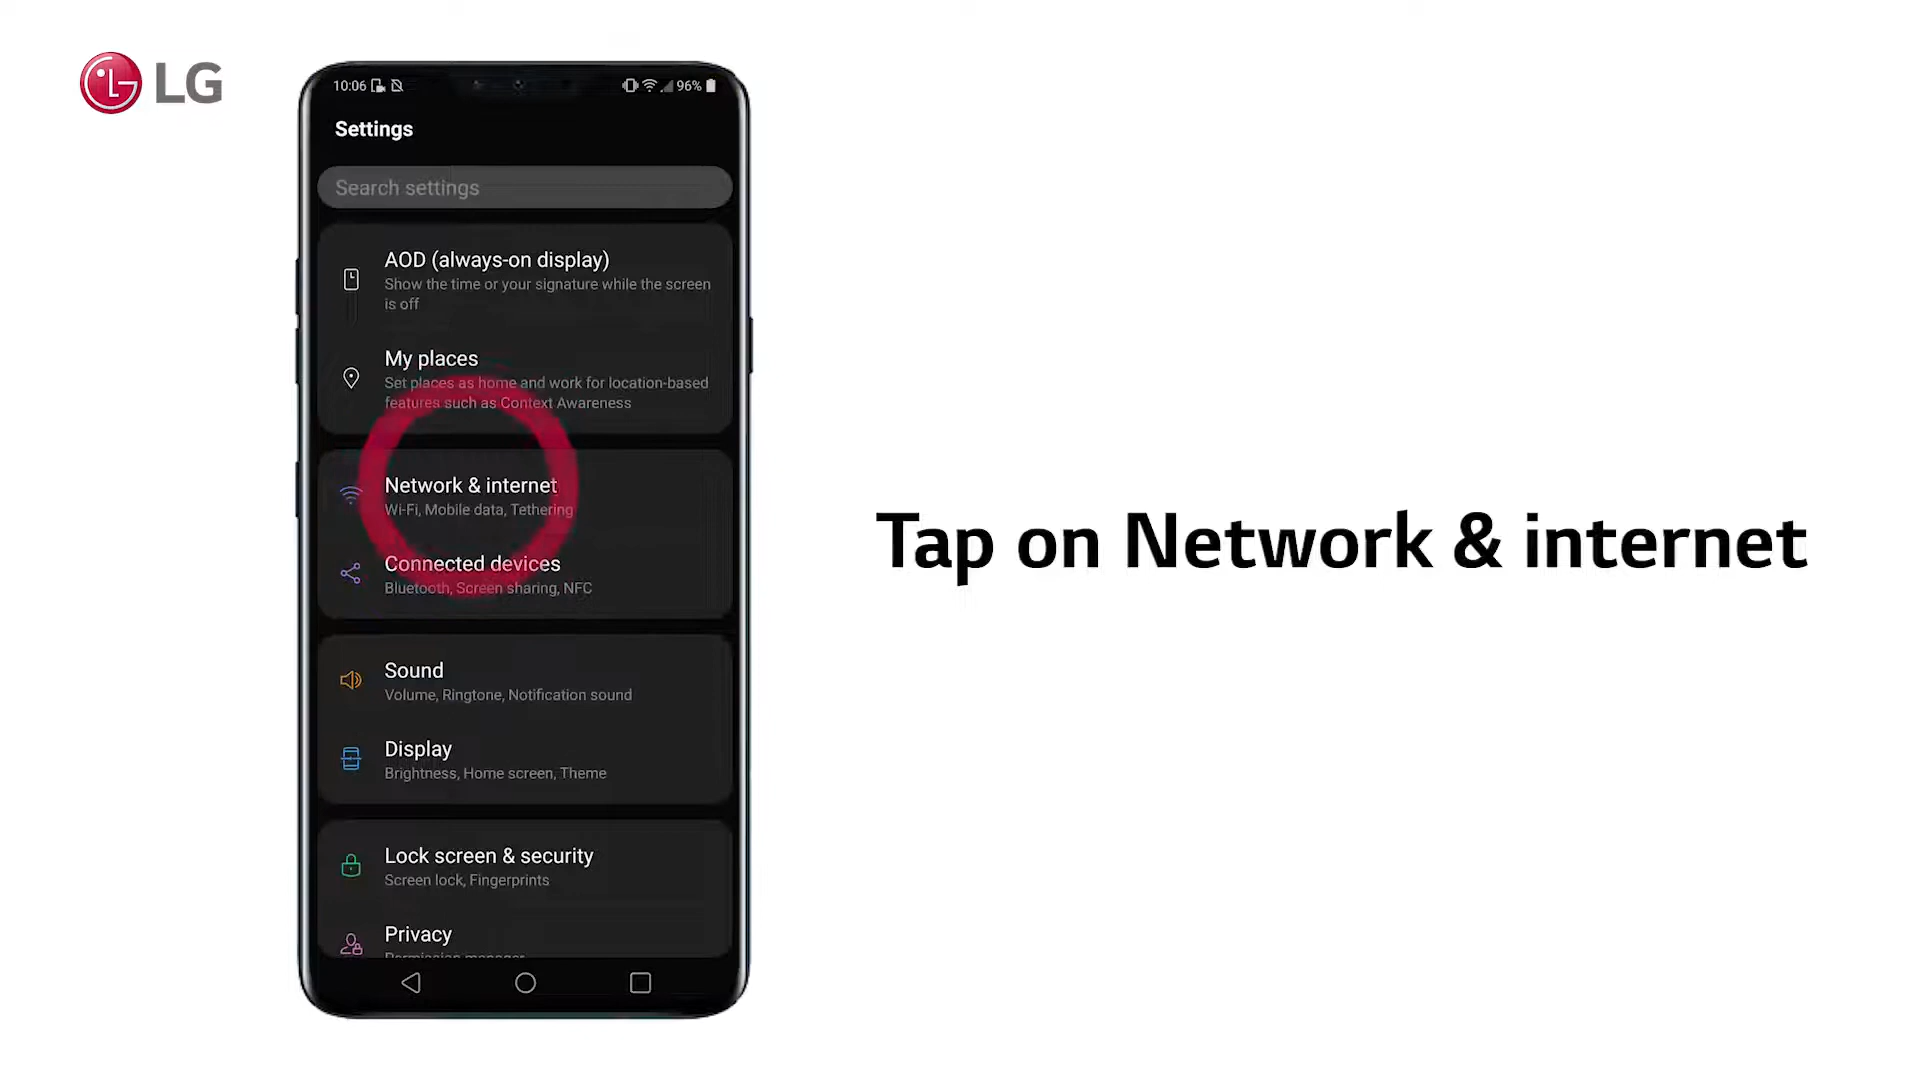 LG
10:06
96%
Settings
Search settings
AOD (always-on display)
Show the time or your signature while the screen
is off
My places
Set places as home and work for location-based
features such as Context Awareness
Network & internet
Wi-Fi, Mobile data, Tethering
Connected devices
Bluetooth, Screen sharing, NFC
Sound
Volume, Ringtone, Notification sound
Display
Brightness, Home screen, Theme
Lock screen & security
Screen lock, Fingerprints
Privacy
Permission manager
Tap on Network & internet